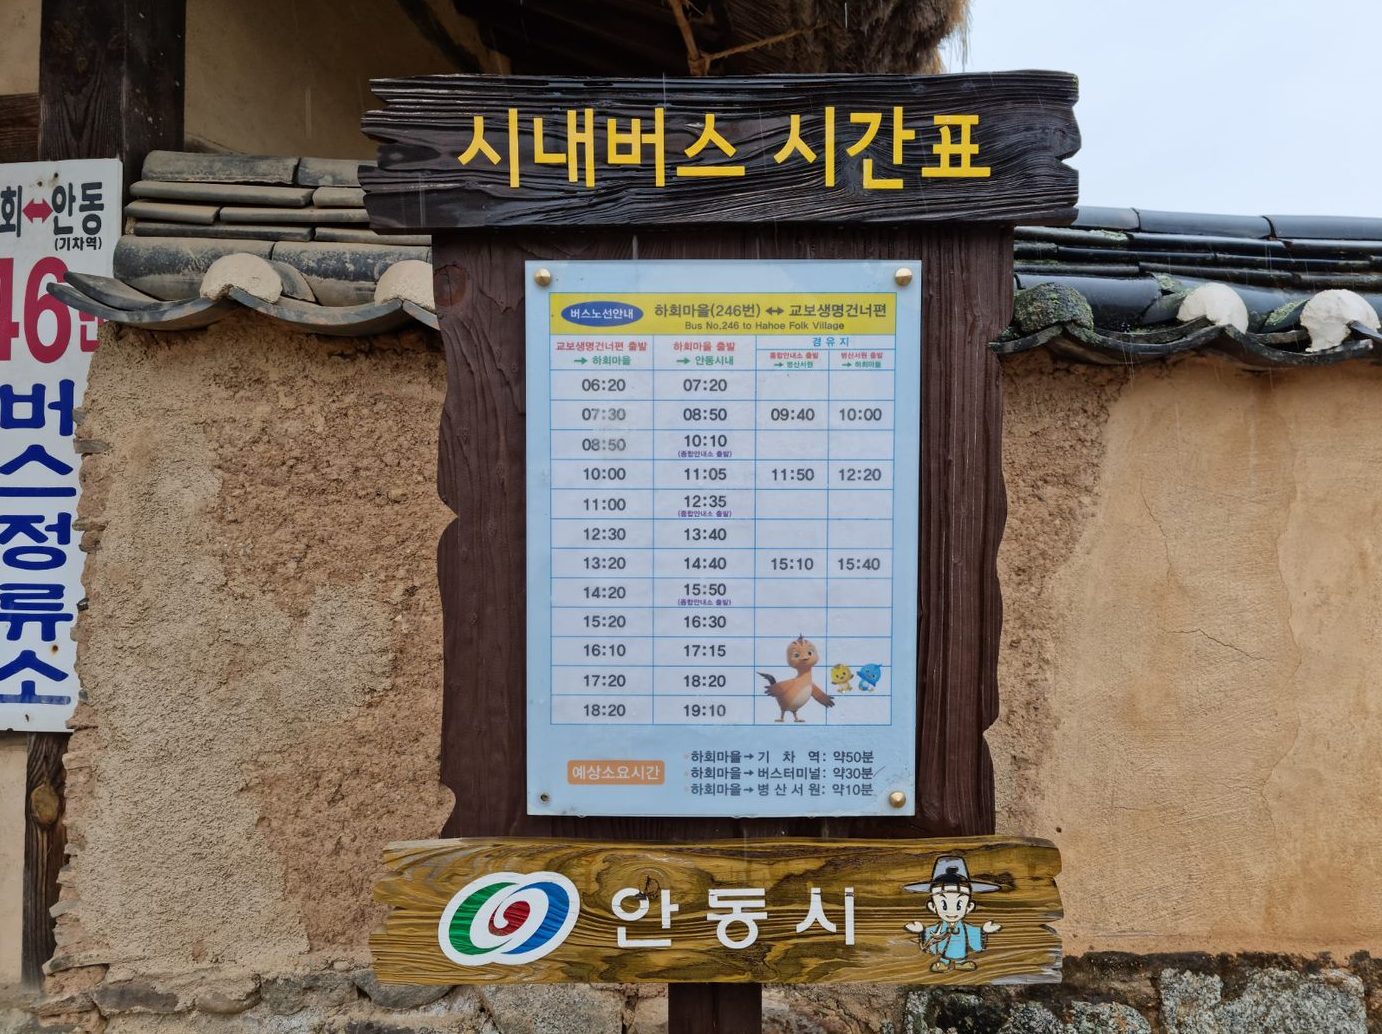 시내버스 시간표
회↔안동
(기차역)
46번
버스정류소
버스노선안내 하회마을(246번) ↔ 교보생명건너편
Bus No.246 to Hahoe Folk Village
교보생명건너편 출발 하회마을 출발 경유지
→ 하회마을 → 안동시내 종합안내소 출발 병산서원 출발
→ 병산서원 → 하회마을
06:20 07:20
07:30 08:50 09:40 10:00
08:50 10:10
(종합안내소 출발)
10:00 11:05 11:50 12:20
11:00 12:35
(종합안내소 출발)
12:30 13:40
13:20 14:40 15:10 15:40
14:20 15:50
(종합안내소 출발)
15:20 16:30
16:10 17:15
17:20 18:20
18:20 19:10
예상소요시간
하회마을→기 차 역: 약50분
하회마을→버스터미널: 약30분
하회마을→병산서원: 약10분
안동시